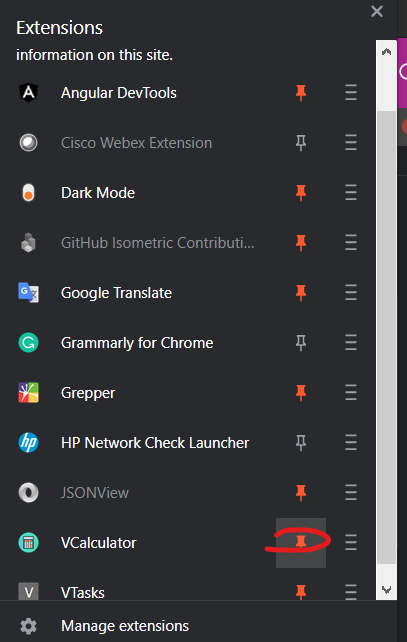 Extensions
information on this site.
Angular DevTools
Cisco Webex Extension
Dark Mode
GitHub Isometric Contributi...
Google Translate
Grammarly for Chrome
Grepper
HP Network Check Launcher
JSONView
VCalculator
V VTasks
Manage extensions